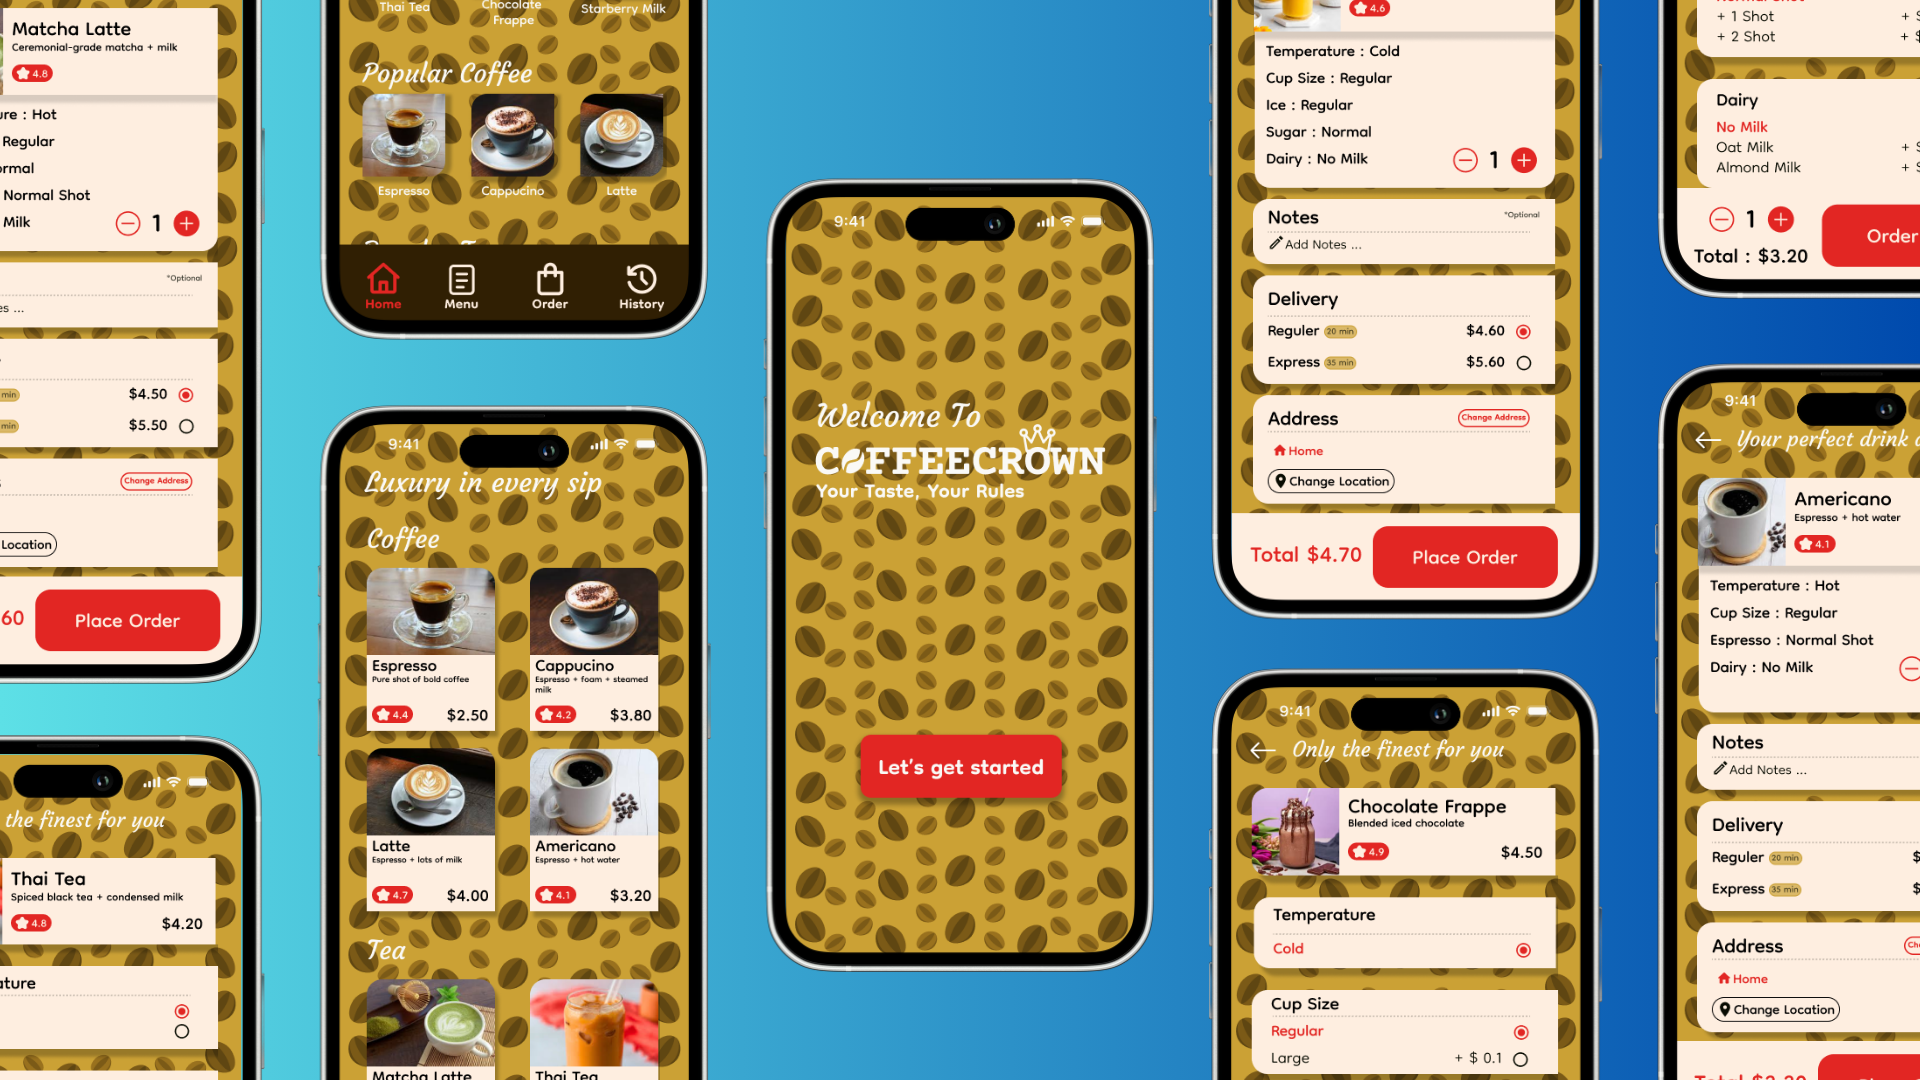 Matcha Latte
Ceremonial-grade matcha + milk
4.8
: Hot
Regular
Normal Shot
Milk
1
*Optional
...
min
$4.50
min
$5.50
Change Address
Location
60
Place Order
the finest for you
Thai Tea
Spiced black tea + condensed milk
4.8
$4.20
Thai Tea
Chocolate
Frappe
Starberry Milk
Popular Coffee
Espresso
Cappucino
Latte
Home
Menu
Order
History
9:41
Luxury in every sip
Coffee
Espresso
Pure shot of bold coffee
4.4
$2.50
Cappucino
Espresso + foam + steamed
milk
4.2
$3.80
Latte
Espresso + lots of milk
4.7
$4.00
Americano
Espresso + hot water
4.1
$3.20
Tea
Matcha Latte
Thai Tea
9:41
Welcome To
COFFEECROWN
Your Taste, Your Rules
Let's get started
4.6
Temperature : Cold
Cup Size : Regular
Ice : Regular
Sugar : Normal
Dairy : No Milk
1
Notes
*Optional
Add Notes ...
Delivery
Reguler 20 min
$4.60
Express 35 min
$5.60
Address
Change Address
Home
Change Location
Total $4.70
Place Order
9:41
Only the finest for you
Chocolate Frappe
Blended iced chocolate
4.9
$4.50
Temperature
Cold
Cup Size
Regular
Large
+ $ 0.1
+ 1 Shot
+
+ 2 Shot
+ $
Dairy
No Milk
Oat Milk
+ $
Almond Milk
+ $
1
Total : $3.20
Order
9:41
Your perfect drink
Americano
Espresso + hot water
4.1
Temperature : Hot
Cup Size : Regular
Espresso : Normal Shot
Dairy : No Milk
Notes
Add Notes ...
Delivery
Reguler 20 min
$
Express 35 min
$
Address
Home
Change Location